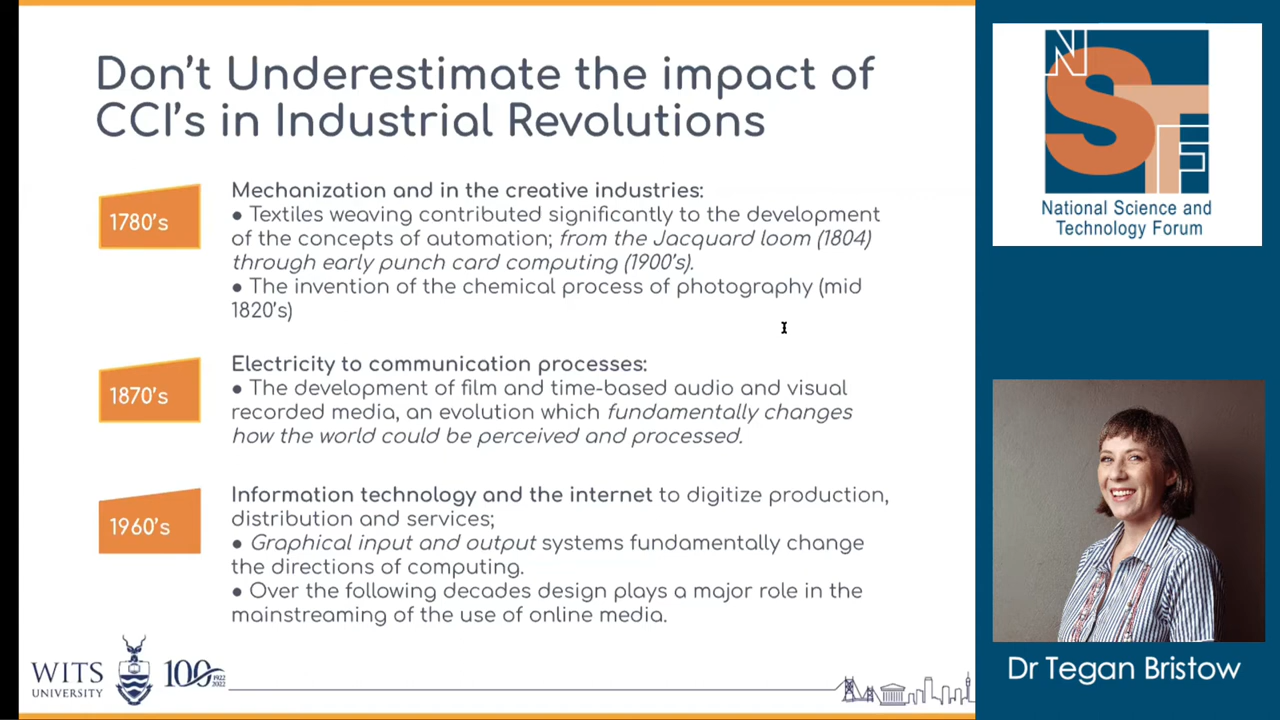 Don't Underestimate the impact of
CCI's in Industrial Revolutions
1780's
Mechanization and in the creative industries:
● Textiles weaving contributed significantly to the development
of the concepts of automation; from the Jacquard loom (1804)
through early punch card computing (1900's).
● The invention of the chemical process of photography (mid
1820's)
1870's
Electricity to communication processes:
● The development of film and time-based audio and visual
recorded media, an evolution which fundamentally changes
how the world could be perceived and processed.
1960's
Information technology and the internet to digitize production,
distribution and services;
● Graphical input and output systems fundamentally change
the directions of computing.
● Over the following decades design plays a major role in the
mainstreaming of the use of online media.
WITS
UNIVERSITY
100
1922
2022
NSTF
National Science and
Technology Forum
Dr Tegan Bristow